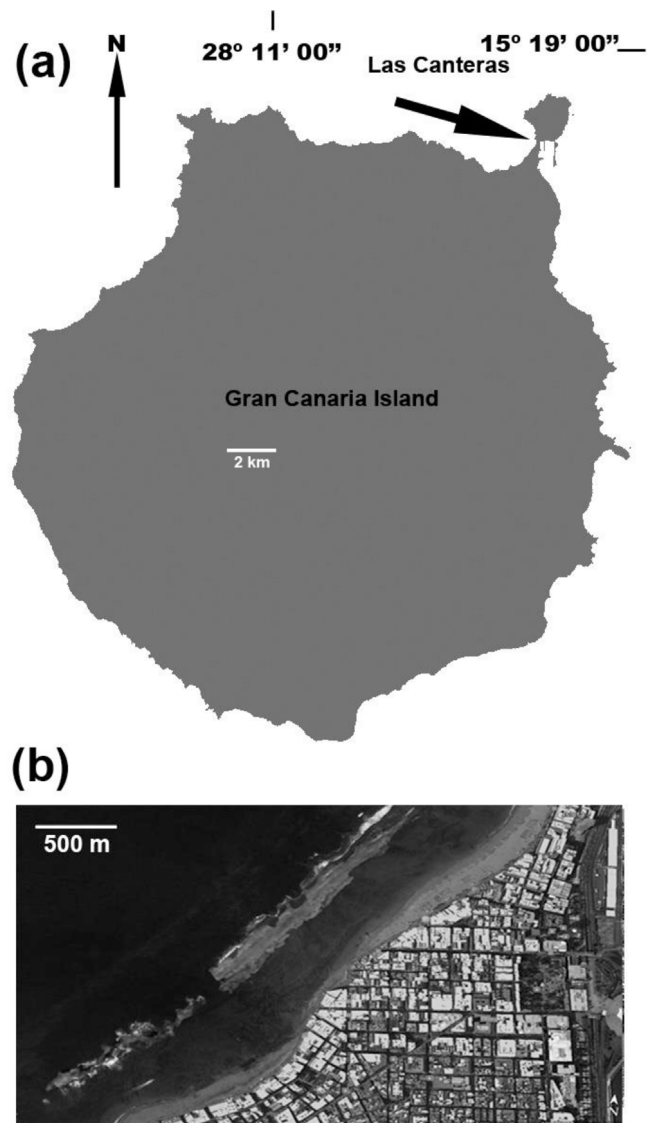 (a)
N
28º 11’ 00”
15º 19’ 00”
Las Canteras
Gran Canaria Island
2 km
(b)
500 m
N